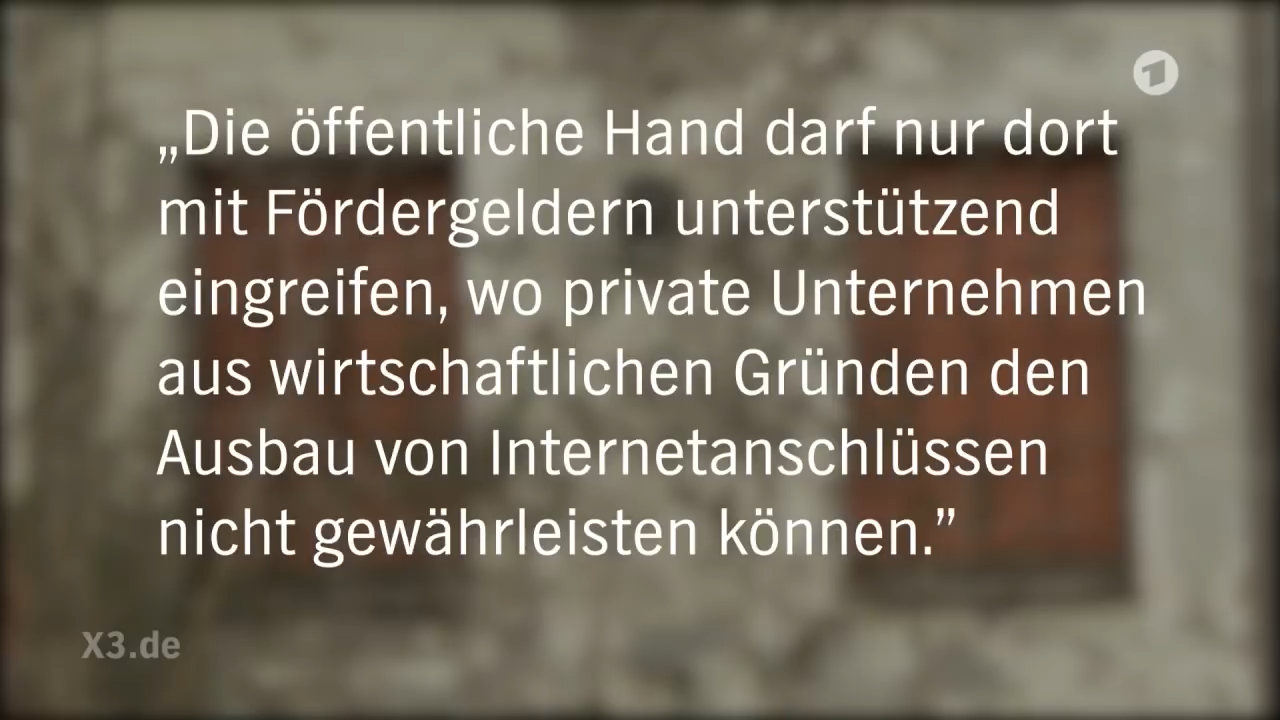 „Die öffentliche Hand darf nur dort
mit Fördergeldern unterstützend
eingreifen, wo private Unternehmen
aus wirtschaftlichen Gründen den
Ausbau von Internetanschlüssen
nicht gewährleisten können.”
X3.de
1